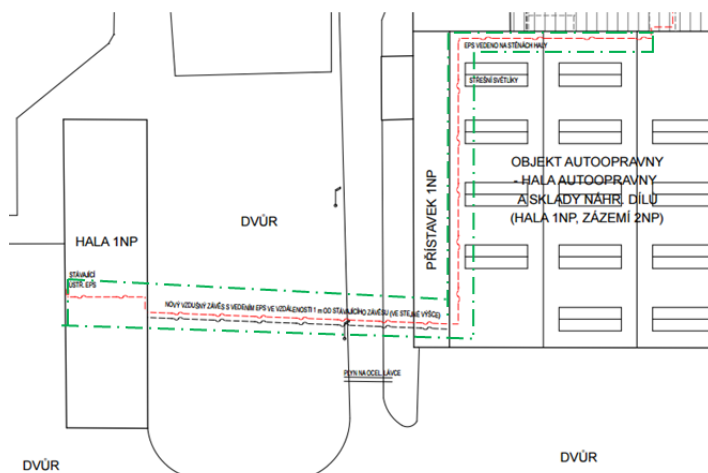 EPS VEDENO NA STĚNÁCH HALY
STŘEŠNÍ SVĚTLÍKY
OBJEKT AUTOOPRAVNY
- HALA AUTOOPRAVNY
A SKLADY NÁHR. DÍLŮ
(HALA 1NP, ZÁZEMÍ 2NP)
PŘÍSTAVEK 1NP
DVŮR
HALA 1NP
STÁVAJÍCÍ
ÚSTŘ. EPS
NOVÝ VZDUŠNÝ ZÁVĚS S VEDENÍM EPS VE VZDÁLENOSTI 1 m OD STÁVAJÍCÍHO ZÁVĚSU (VE STEJNÉ VÝŠCE)
PLYN NA OCEL. LÁVCE
DVŮR
DVŮR